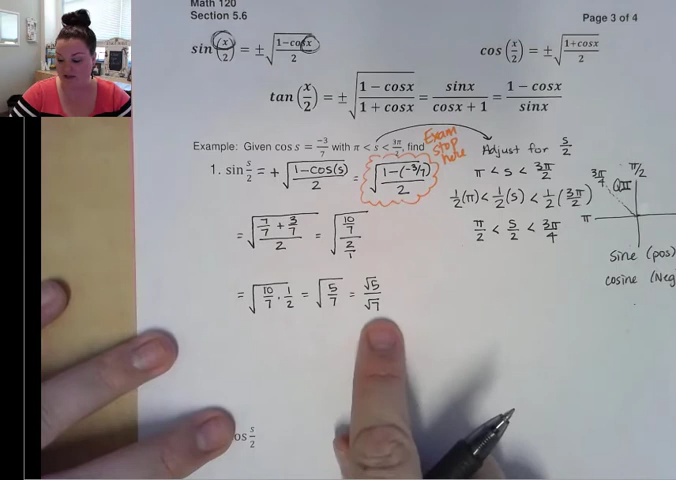 Math 120
Section 5.6
Page 3 of 4
sin(x/2) = ±√((1-cosx)/2)
cos(x/2) = ±√((1+cosx)/2)
tan(x/2) = ±√((1 - cosx)/(1 + cosx)) = sinx/(cosx + 1) = (1 - cosx)/sinx
Example: Given cos s = -3/7 with π < s < 3π/2, find
Exam stop here
Adjust for s/2
1. sin s/2 = +√((1-cos(s))/2) = √((1-(-3/7))/2)
π < s < 3π/2
1/2(π) < 1/2(s) < 1/2(3π/2)
π/2 < s/2 < 3π/4
= √((7/7 + 3/7)/2) = √((10/7)/(2/1))
= √(10/7 · 1/2) = √(5/7) = √5/√7
π/2
3π/4
QII
π
sine (pos)
cosine (Neg
os s/2